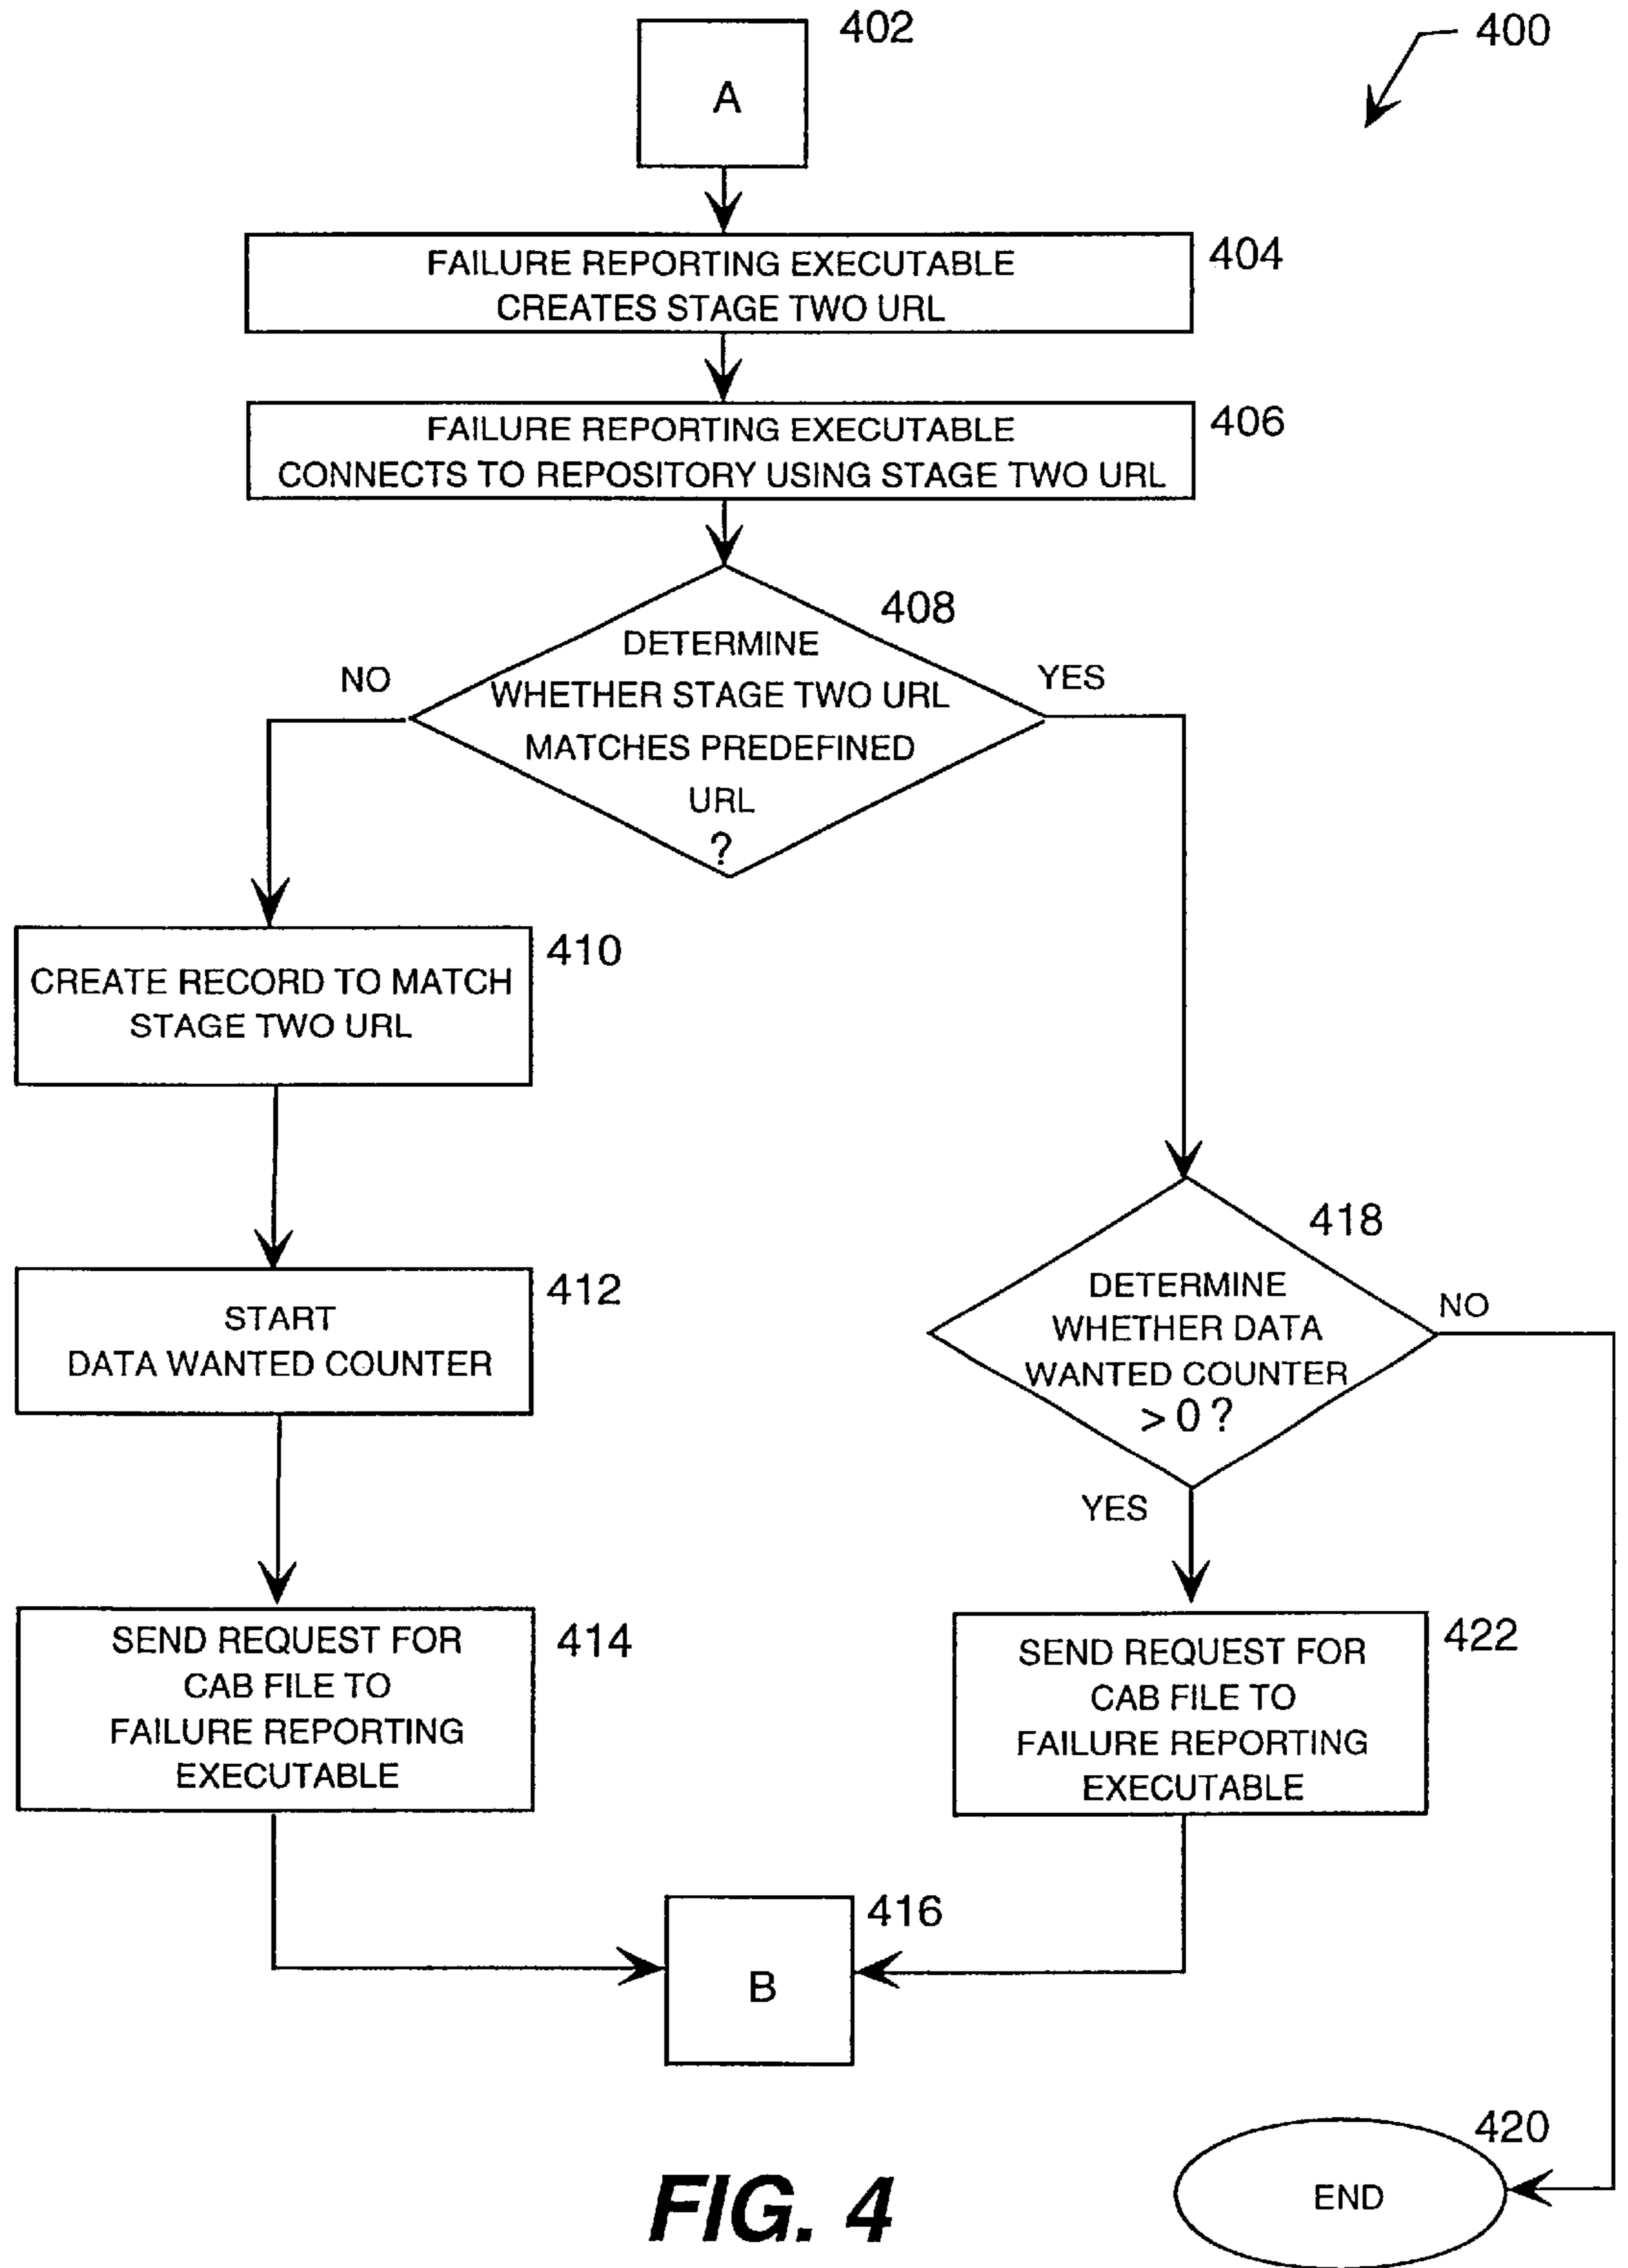 402
400
A
404
FAILURE REPORTING EXECUTABLE
CREATES STAGE TWO URL
406
FAILURE REPORTING EXECUTABLE
CONNECTS TO REPOSITORY USING STAGE TWO URL
408
DETERMINE
WHETHER STAGE TWO URL
MATCHES PREDEFINED
URL
?
NO
YES
410
CREATE RECORD TO MATCH
STAGE TWO URL
412
START
DATA WANTED COUNTER
414
SEND REQUEST FOR
CAB FILE TO
FAILURE REPORTING
EXECUTABLE
418
DETERMINE
WHETHER DATA
WANTED COUNTER
> 0 ?
NO
YES
422
SEND REQUEST FOR
CAB FILE TO
FAILURE REPORTING
EXECUTABLE
416
B
420
END
FIG. 4